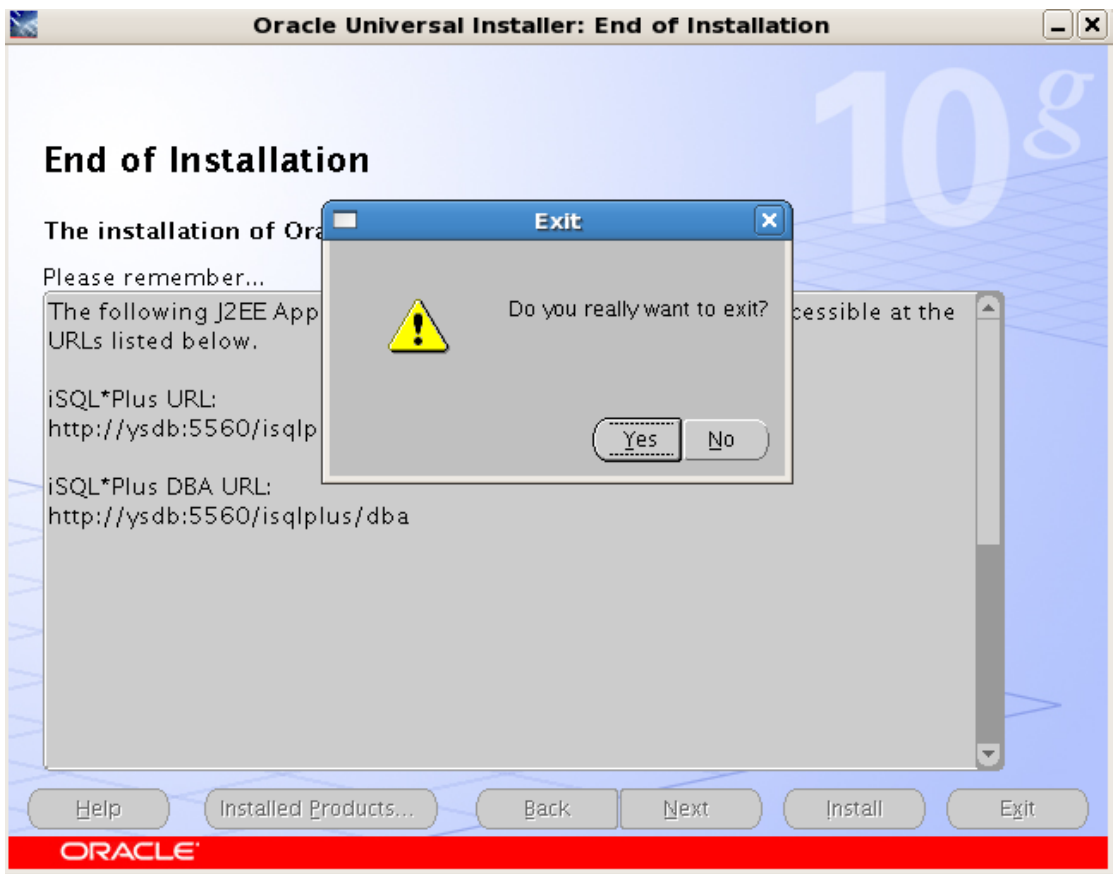 Oracle Universal Installer: End of Installation
10g
End of Installation
The installation of Ora
Please remember...
The following J2EE App
cessible at the
URLs listed below.
iSQL*Plus URL:
http://ysdb:5560/isqlp
iSQL*Plus DBA URL:
http://ysdb:5560/isqlplus/dba
Exit
Do you really want to exit?
Yes
No
Help
Installed Products...
Back
Next
Install
Exit
ORACLE